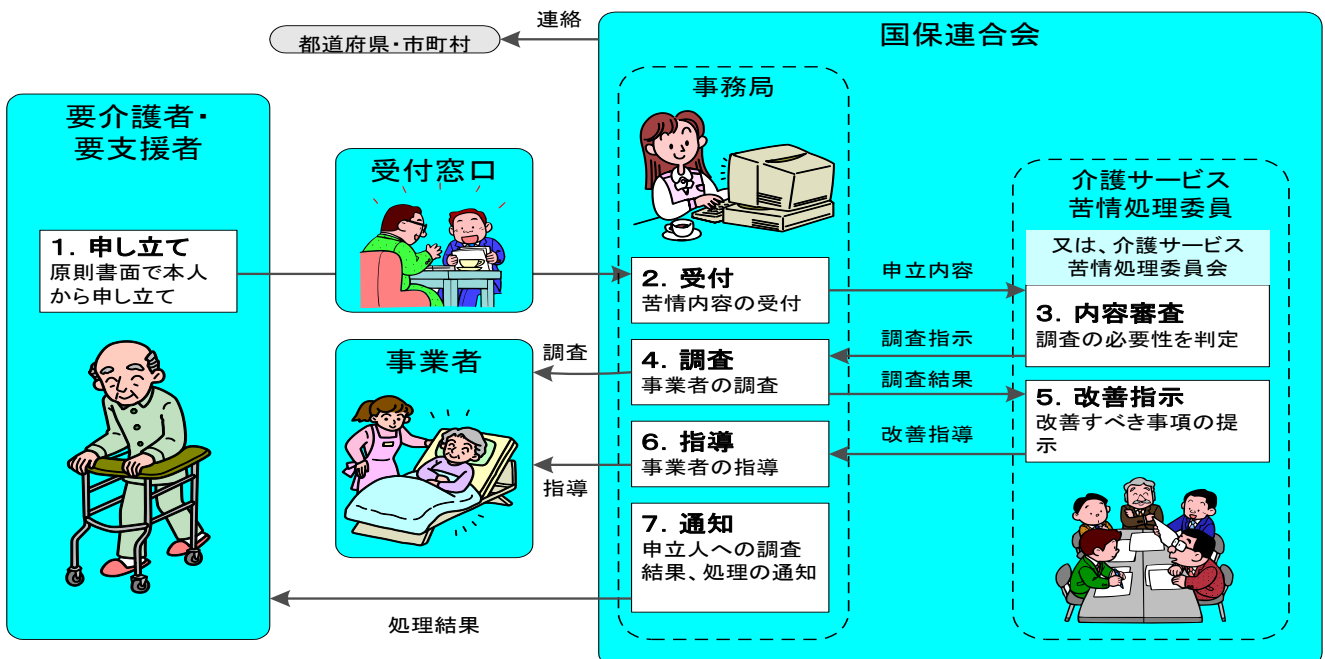 連絡
都道府県・市町村
国保連合会
事務局
要介護者・
要支援者
受付窓口
介護サービス
苦情処理委員
又は、介護サービス
苦情処理委員会
1. 申し立て
原則書面で本人
から申し立て
2. 受付
苦情内容の受付
申立内容
3. 内容審査
調査の必要性を判定
調査指示
事業者
調査
4. 調査
事業者の調査
調査結果
5. 改善指示
改善すべき事項の提
示
改善指導
6. 指導
事業者の指導
指導
7. 通知
申立人への調査
結果、処理の通知
処理結果